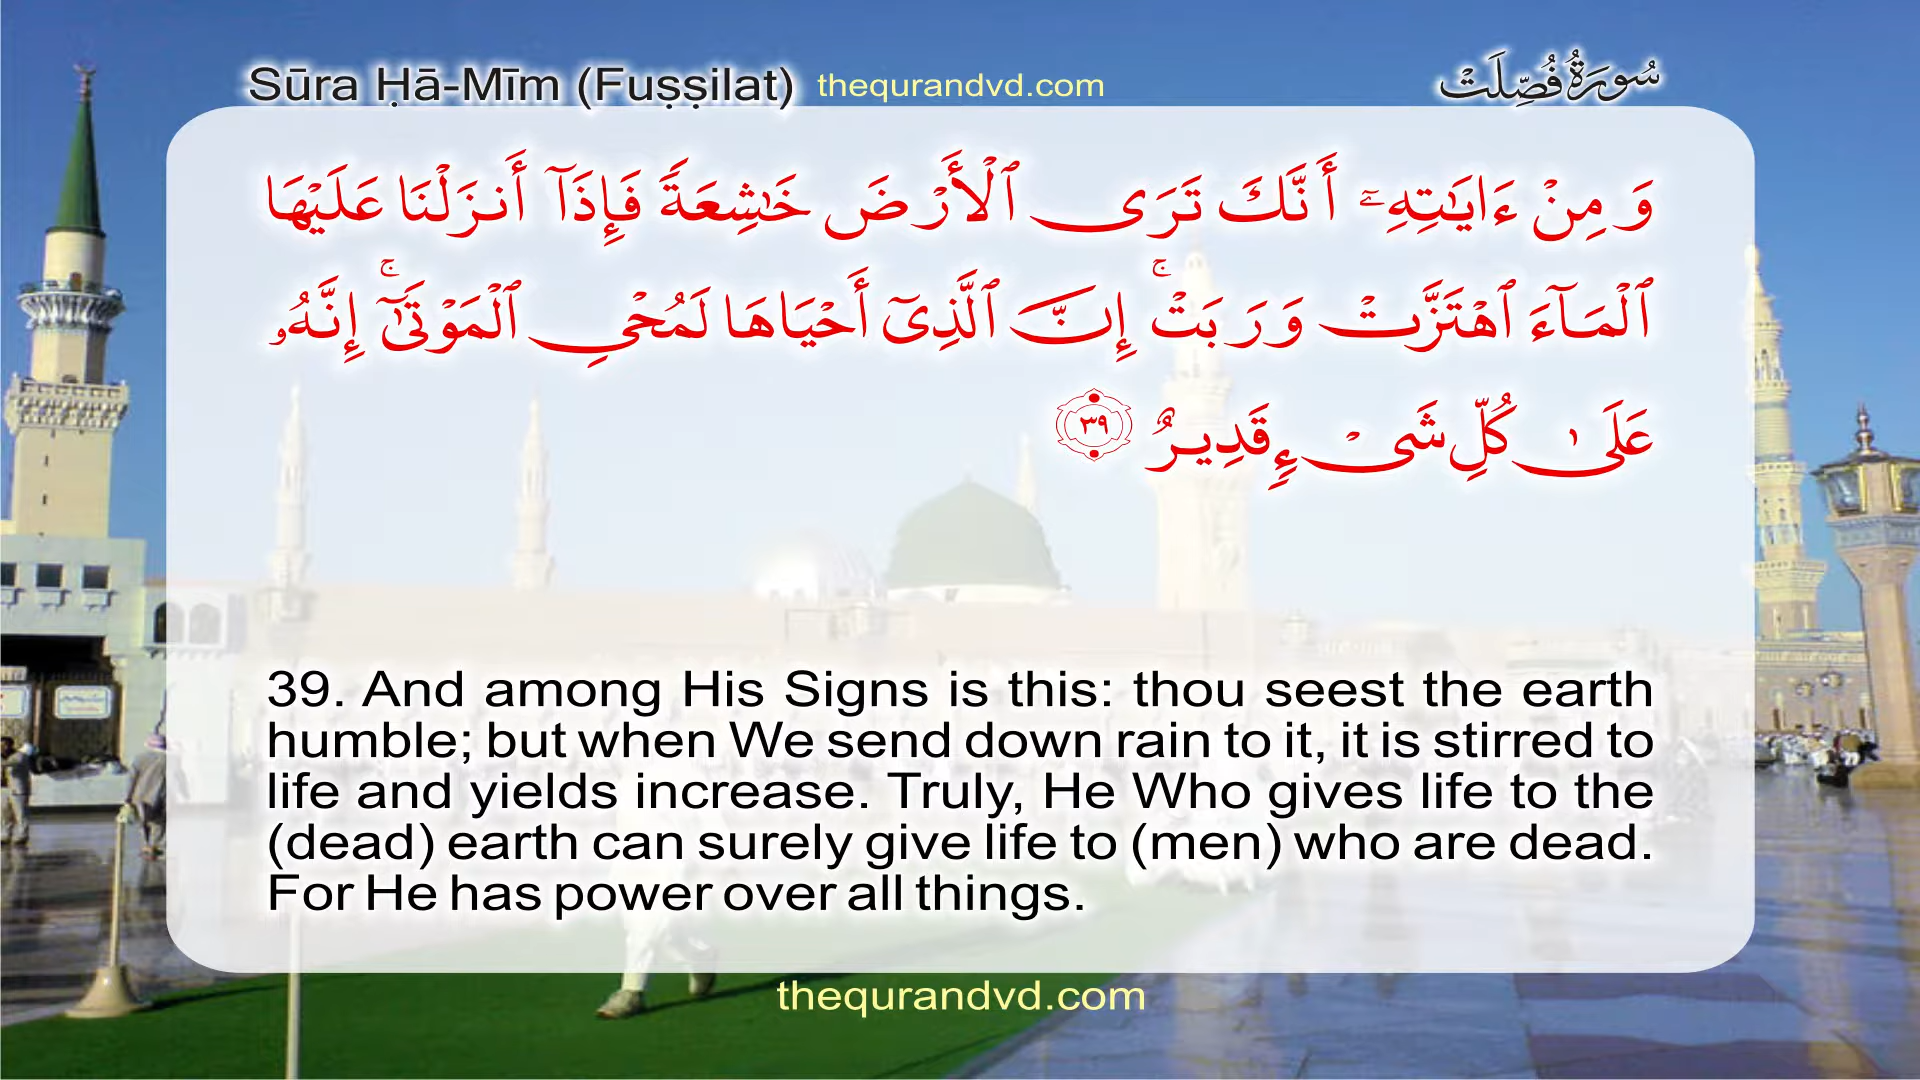 Sūra Ḥā-Mīm (Fuṣṣilat) thequrandvd.com سُورَةُ فُصِّلَتْ
وَمِنْ ءَايَـٰتِهِۦٓ أَنَّكَ تَرَى ٱلْأَرْضَ خَـٰشِعَةً فَإِذَآ أَنزَلْنَا عَلَيْهَا
ٱلْمَآءَ ٱهْتَزَّتْ وَرَبَتْ ۚ إِنَّ ٱلَّذِىٓ أَحْيَاهَا لَمُحْىِ ٱلْمَوْتَىٰٓ ۚ إِنَّهُۥ
عَلَىٰ كُلِّ شَىْءٍ قَدِيرٌ ٣٩
39. And among His Signs is this: thou seest the earth
humble; but when We send down rain to it, it is stirred to
life and yields increase. Truly, He Who gives life to the
(dead) earth can surely give life to (men) who are dead.
For He has power over all things.
thequrandvd.com